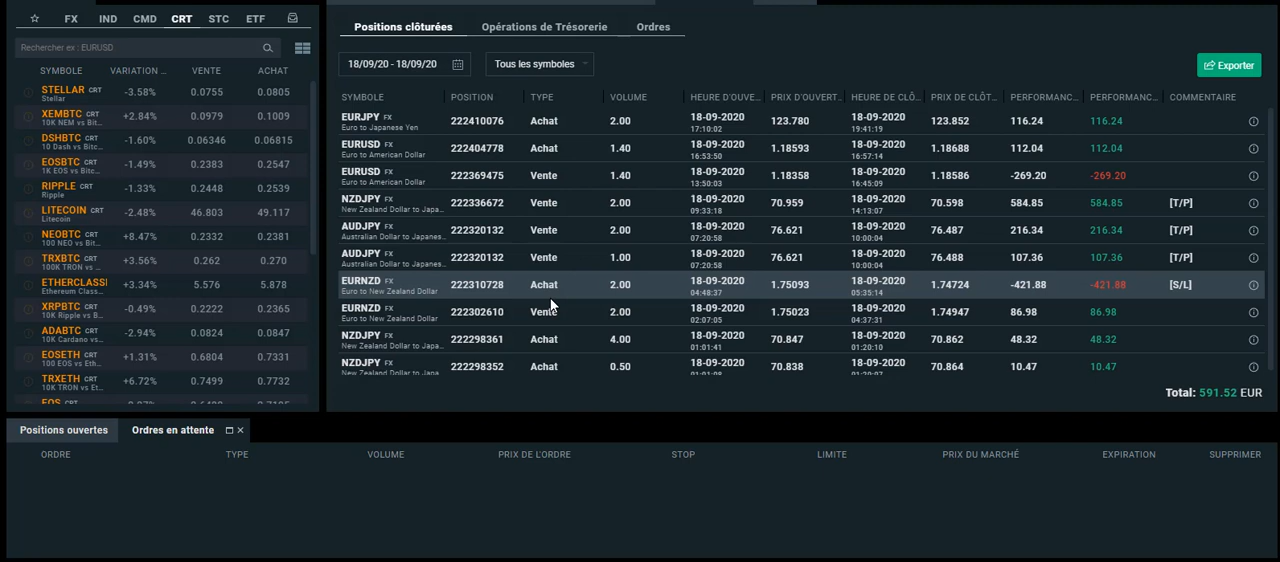 FX IND CMD CRT STC ETF
Rechercher ex : EURUSD
SYMBOLE VARIATION ... VENTE ACHAT
STELLAR CRT -3.58% 0.0755 0.0805
Stellar
XEMBTC CRT +2.84% 0.0979 0.1009
10K NEM vs Bit...
DSHBTC CRT -1.60% 0.06346 0.06815
10 Dash vs Bitc...
EOSBTC CRT -1.49% 0.2383 0.2547
1K EOS vs Bitc...
RIPPLE CRT -1.33% 0.2448 0.2539
Ripple
LITECOIN CRT -2.48% 46.803 49.117
Litecoin
NEOBTC CRT +8.47% 0.2332 0.2381
100 NEO vs Bit...
TRXBTC CRT +3.56% 0.262 0.270
100K TRON vs ...
ETHERCLASSI +3.34% 5.576 5.878
Ethereum Class...
XRPBTC CRT -0.49% 0.2222 0.2365
10K Ripple vs B...
ADABTC CRT -2.94% 0.0824 0.0847
10K Cardano vs...
EOSETH CRT +1.31% 0.6804 0.7331
100 EOS vs Eth...
TRXETH CRT +6.72% 0.7499 0.7732
10K TRON vs Et...
EOS CRT
Positions clôturées Opérations de Trésorerie Ordres
18/09/20 - 18/09/20 Tous les symboles Exporter
SYMBOLE POSITION TYPE VOLUME HEURE D'OUVE... PRIX D'OUVERT... HEURE DE CLÔ... PRIX DE CLÔT... PERFORMANC... PERFORMANC... COMMENTAIRE
EURJPY FX 222410076 Achat 2.00 18-09-2020 123.780 18-09-2020 123.852 116.24 116.24
Euro to Japanese Yen 17:10:02 19:41:19
EURUSD FX 222404778 Achat 1.40 18-09-2020 1.18593 18-09-2020 1.18688 112.04 112.04
Euro to American Dollar 16:53:50 16:57:14
EURUSD FX 222369475 Vente 1.40 18-09-2020 1.18358 18-09-2020 1.18586 -269.20 -269.20
Euro to American Dollar 13:50:03 16:45:09
NZDJPY FX 222336672 Vente 2.00 18-09-2020 70.959 18-09-2020 70.598 584.85 584.85 [T/P]
New Zealand Dollar to Japa... 09:33:18 14:13:07
AUDJPY FX 222320132 Vente 2.00 18-09-2020 76.621 18-09-2020 76.487 216.34 216.34 [T/P]
Australian Dollar to Japanes... 07:20:58 10:00:04
AUDJPY FX 222320132 Vente 1.00 18-09-2020 76.621 18-09-2020 76.488 107.36 107.36 [T/P]
Australian Dollar to Japanes... 07:20:58 10:00:04
EURNZD FX 222310728 Achat 2.00 18-09-2020 1.75093 18-09-2020 1.74724 -421.88 -421.88 [S/L]
Euro to New Zealand Dollar 04:48:37 05:35:14
EURNZD FX 222302610 Vente 2.00 18-09-2020 1.75023 18-09-2020 1.74947 86.98 86.98
Euro to New Zealand Dollar 02:07:05 04:37:31
NZDJPY FX 222298361 Achat 4.00 18-09-2020 70.847 18-09-2020 70.862 48.32 48.32
New Zealand Dollar to Japa... 01:01:41 01:20:10
NZDJPY FX 222298352 Achat 0.50 18-09-2020 70.838 18-09-2020 70.864 10.47 10.47
New Zealand Dollar to Japa...
Total: 591.52 EUR
Positions ouvertes Ordres en attente
ORDRE TYPE VOLUME PRIX DE L'ORDRE STOP LIMITE PRIX DU MARCHÉ EXPIRATION SUPPRIMER